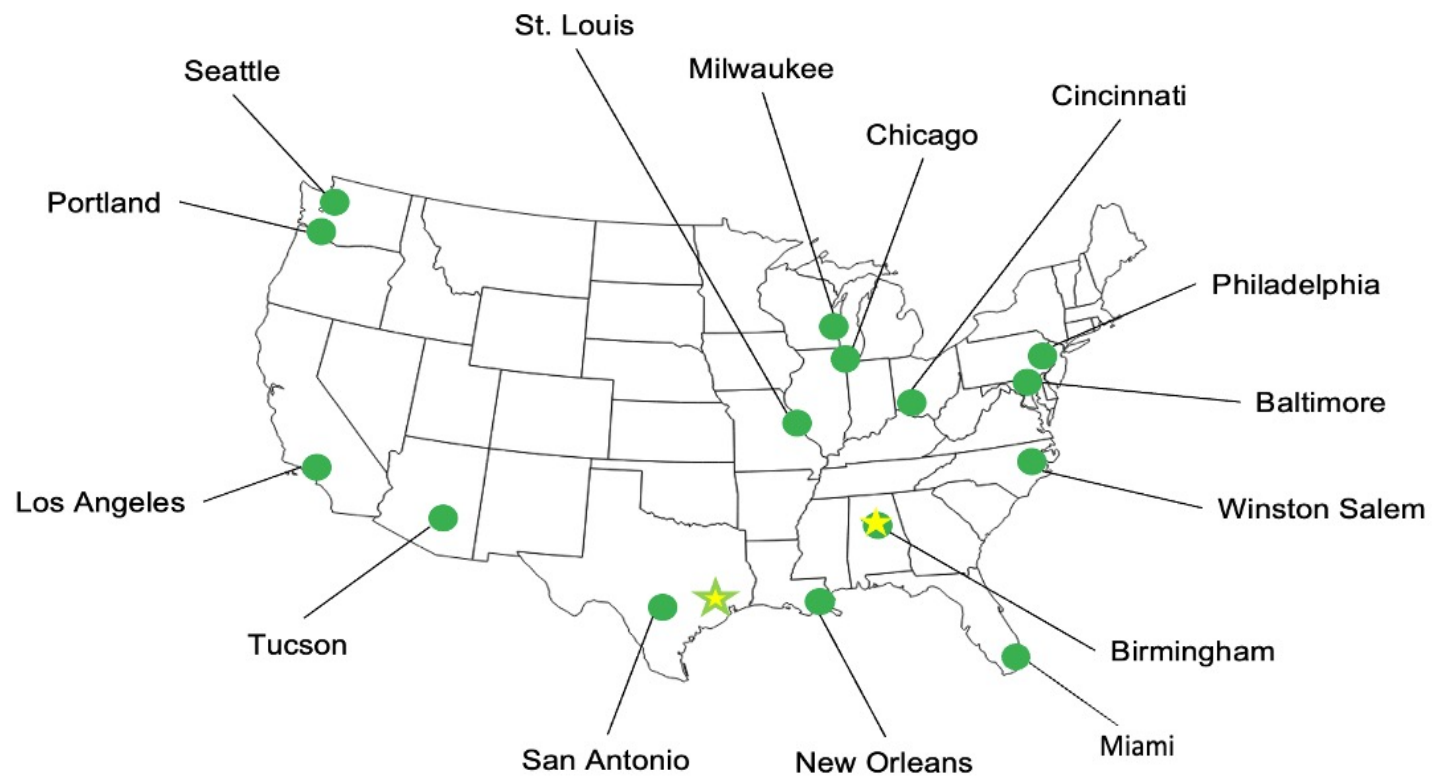 St. Louis
Seattle
Milwaukee
Cincinnati
Chicago
Portland
Philadelphia
Baltimore
Los Angeles
Winston Salem
Tucson
Birmingham
San Antonio
New Orleans
Miami